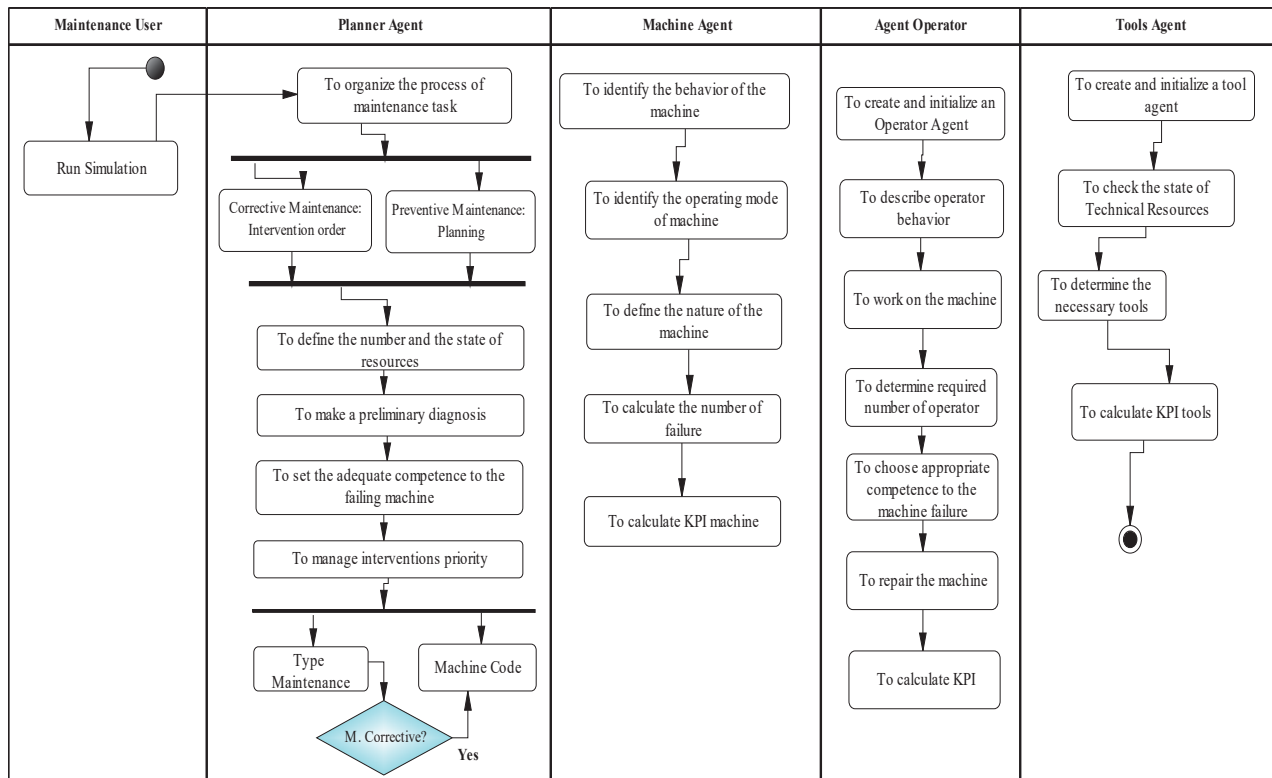 Maintenance User
Planner Agent
Machine Agent
Agent Operator
Tools Agent
Run Simulation
To organize the process of
maintenance task
Corrective Maintenance:
Intervention order
Preventive Maintenance:
Planning
To define the number and the state of
resources
To make a preliminary diagnosis
To set the adequate competence to the
failing machine
To manage interventions priority
Type
Maintenance
Machine Code
M. Corrective?
Yes
To identify the behavior of the
machine
To identify the operating mode
of machine
To define the nature of the
machine
To calculate the number of
failure
To calculate KPI machine
To create and initialize an
Operator Agent
To describe operator
behavior
To work on the machine
To determine required
number of operator
To choose appropriate
competence to the
machine failure
To repair the machine
To calculate KPI
To create and initialize a tool
agent
To check the state of
Technical Resources
To determine the
necessary tools
To calculate KPI tools